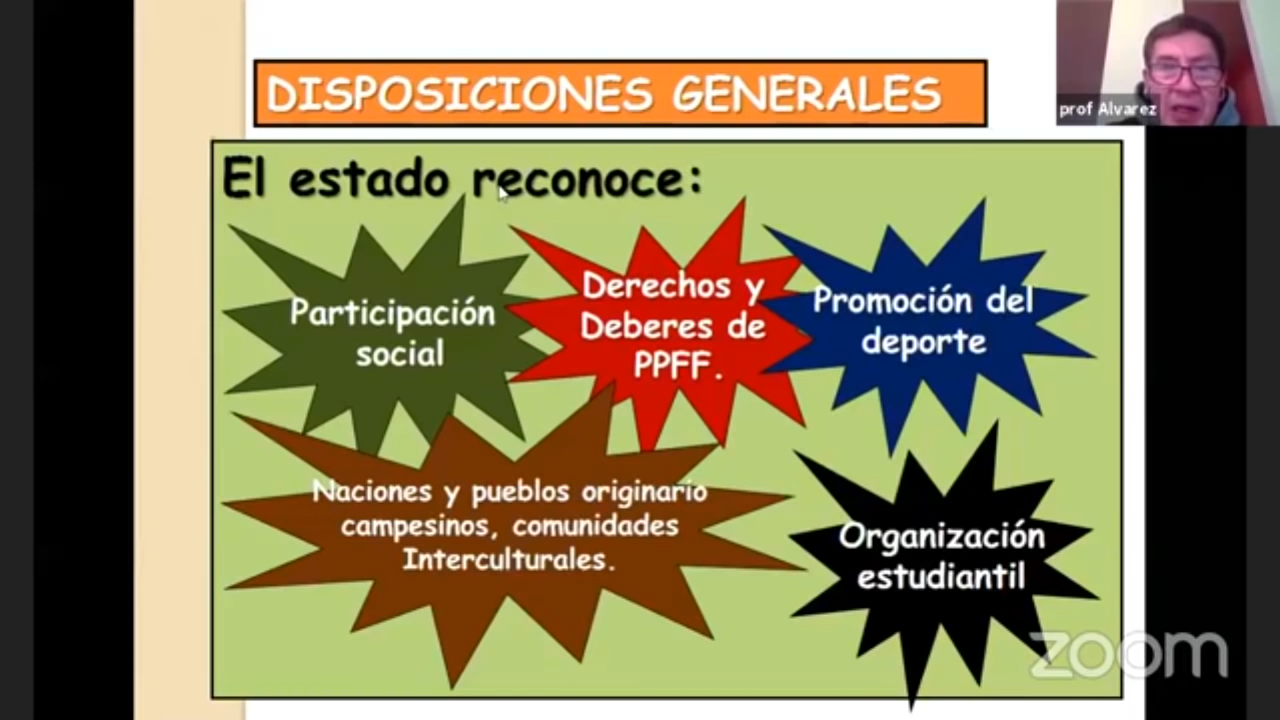 DISPOSICIONES GENERALES
prof Alvarez
El estado reconoce:
Participación
social
Derechos y
Deberes de
PPFF.
Promoción del
deporte
Naciones y pueblos originario
campesinos, comunidades
Interculturales.
Organización
estudiantil
zoom